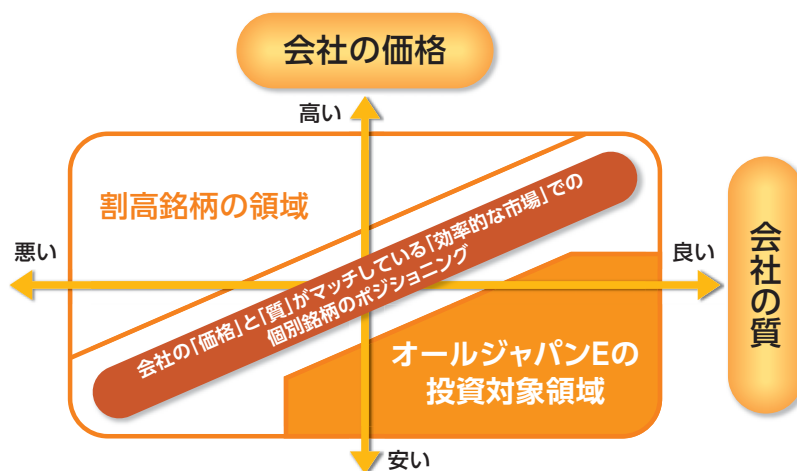 会社の価格
高い
割高銘柄の領域
悪い
会社の「価格」と「質」がマッチしている「効率的な市場」での
個別銘柄のポジショニング
良い
会社の質
オールジャパンEの
投資対象領域
安い